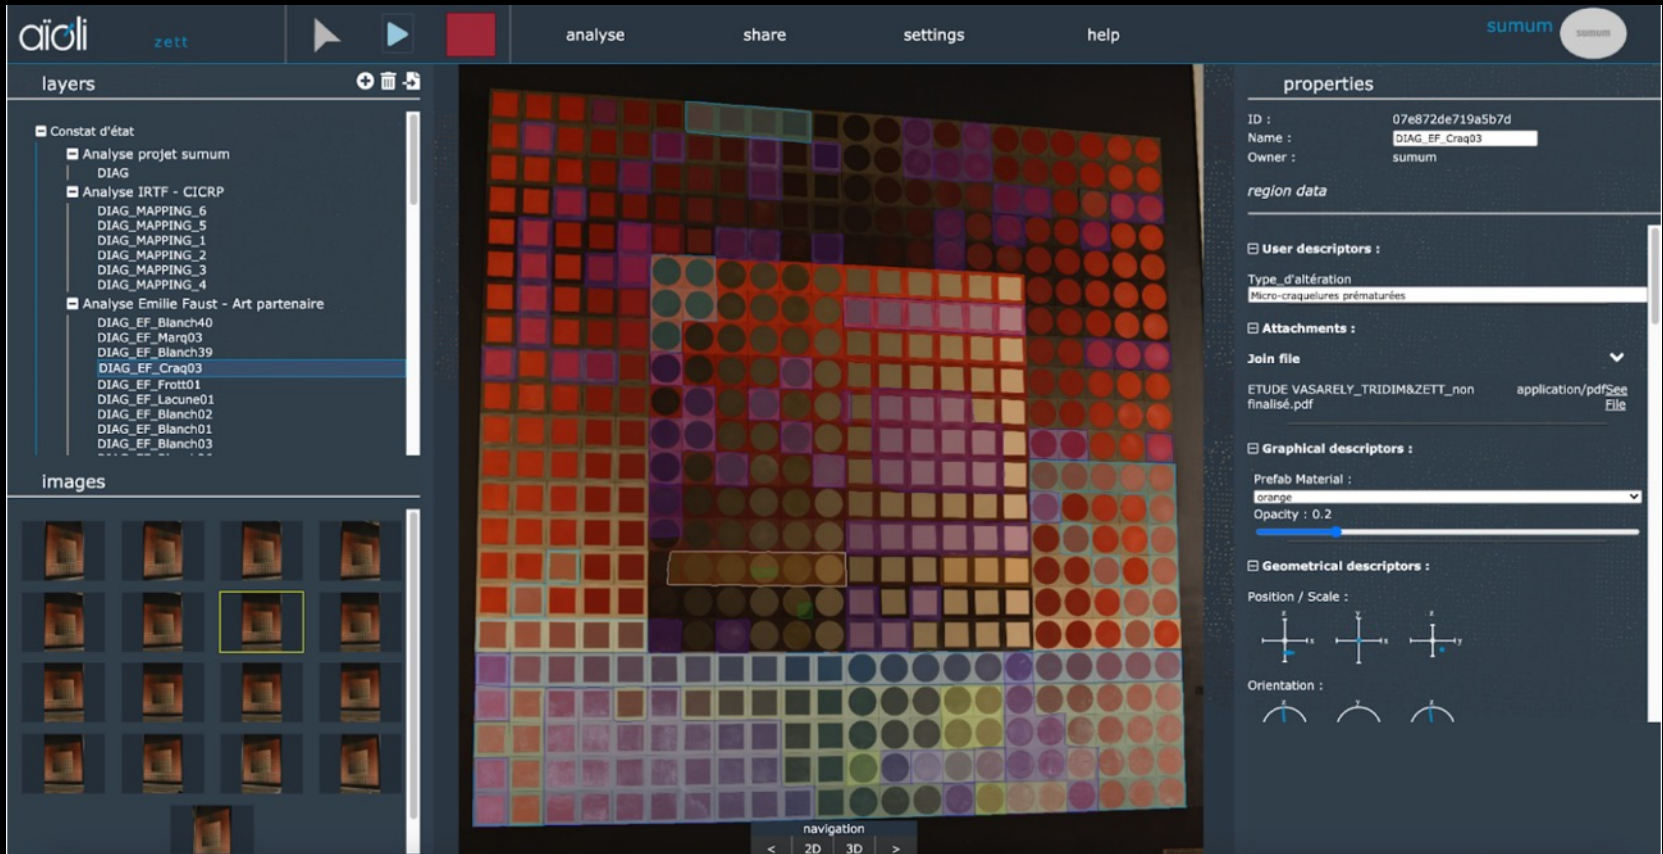 aïoli
zett
analyse
share
settings
help
sumum
sumum
layers
Constat d'état
Analyse projet sumum
DIAG
Analyse IRTF - CICRP
DIAG_MAPPING_6
DIAG_MAPPING_5
DIAG_MAPPING_1
DIAG_MAPPING_2
DIAG_MAPPING_3
DIAG_MAPPING_4
Analyse Emilie Faust - Art partenaire
DIAG_EF_Blanch40
DIAG_EF_Marq03
DIAG_EF_Blanch39
DIAG_EF_Craq03
DIAG_EF_Frott01
DIAG_EF_Lacune01
DIAG_EF_Blanch02
DIAG_EF_Blanch01
DIAG_EF_Blanch03
images
navigation
< 2D 3D >
properties
ID : 07e872de719a5b7d
Name : DIAG_EF_Craq03
Owner : sumum
region data
User descriptors :
Type_d'altération
Micro-craquelures prématurées
Attachments :
Join file
ETUDE VASARELY_TRIDIM&ZETT_non application/pdfSee
finalisé.pdf File
Graphical descriptors :
Prefab Material :
orange
Opacity : 0.2
Geometrical descriptors :
Position / Scale :
Orientation :